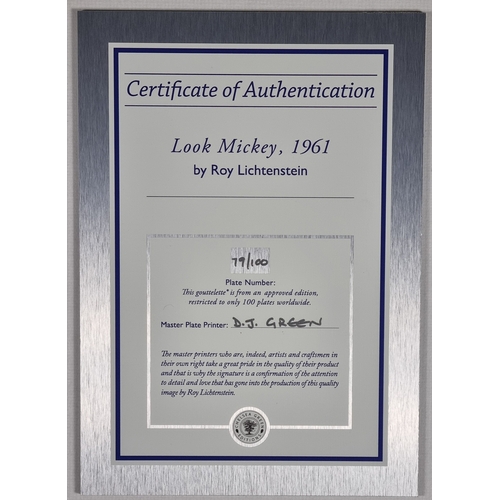 Certificate of Authentication
Look Mickey, 1961
by Roy Lichtenstein
79/100
Plate Number:
This gouttelette* is from an approved edition,
restricted to only 100 plates worldwide.
Master Plate Printer: D.J. GREEN
The master printers who are, indeed, artists and craftsmen in
their own right take a great pride in the quality of their product
and that is why the signature is a confirmation of the attention
to detail and love that has gone into the production of this quality
image by Roy Lichtenstein.
CHELSEA GREEN
EDITIONS